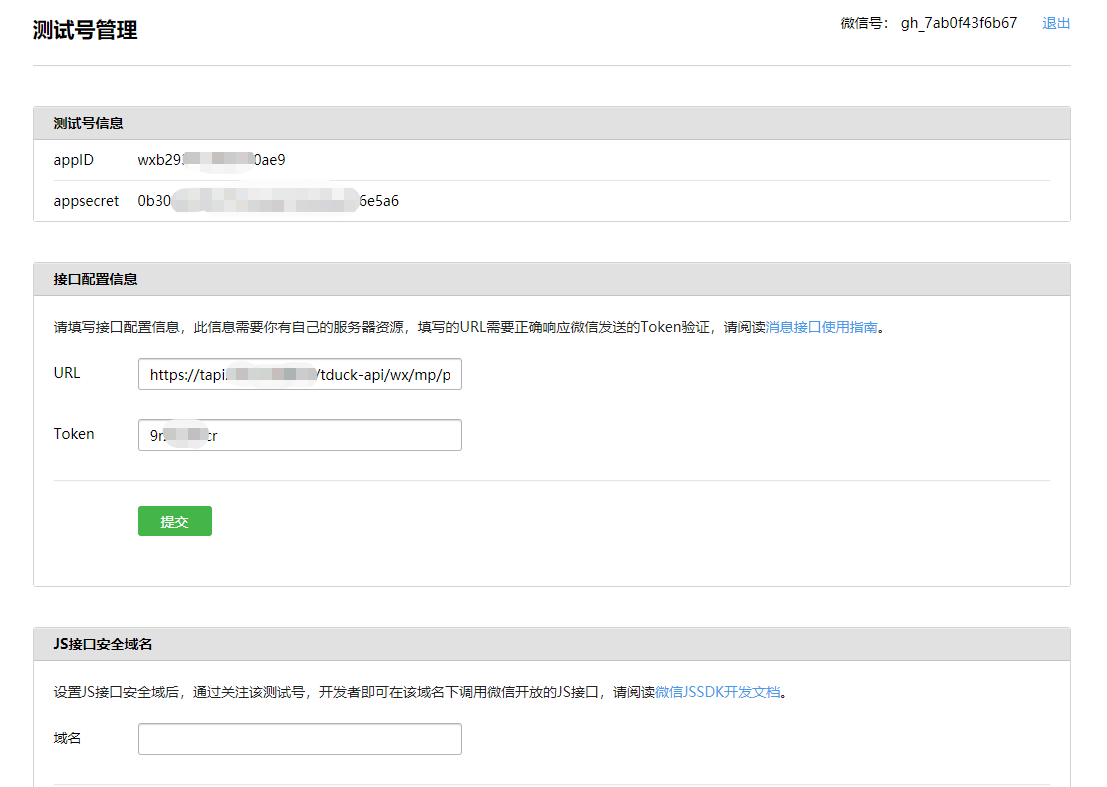 测试号管理
微信号： gh_7ab0f43f6b67 退出
测试号信息
appID wxb29 0ae9
appsecret 0b30 6e5a6
接口配置信息
请填写接口配置信息，此信息需要你有自己的服务器资源，填写的URL需要正确响应微信发送的Token验证，请阅读消息接口使用指南。
URL https://tapi. /tduck-api/wx/mp/p
Token 9r cr
提交
JS接口安全域名
设置JS接口安全域后，通过关注该测试号，开发者即可在该域名下调用微信开放的JS接口，请阅读微信JSSDK开发文档。
域名